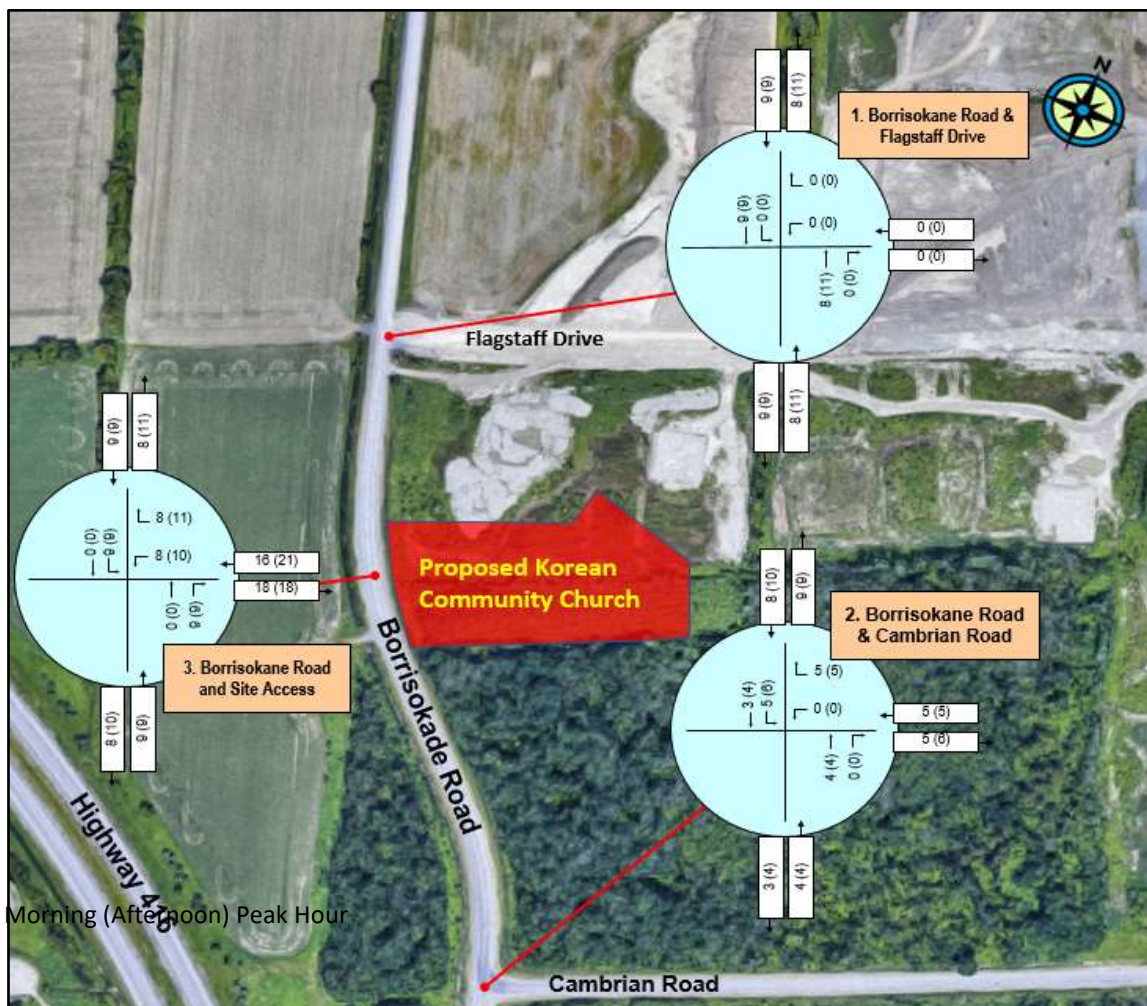 N
9 (9)
8 (11)
1. Borrisokane Road &
Flagstaff Drive
0 (0)
9 (9)
0 (0)
0 (0)
0 (0)
0 (0)
8 (11)
0 (0)
9 (9)
8 (11)
Flagstaff Drive
9 (9)
8 (11)
8 (11)
0 (0)
9 (9)
8 (10)
16 (21)
18 (18)
0 (0)
9 (9)
3. Borrisokane Road
and Site Access
8 (10)
9 (9)
Proposed Korean
Community Church
8 (10)
9 (9)
2. Borrisokane Road
& Cambrian Road
5 (5)
3 (4)
5 (6)
0 (0)
5 (5)
5 (6)
4 (4)
0 (0)
3 (4)
4 (4)
Borrisokade Road
Highway 416
Morning (Afternoon) Peak Hour
Cambrian Road